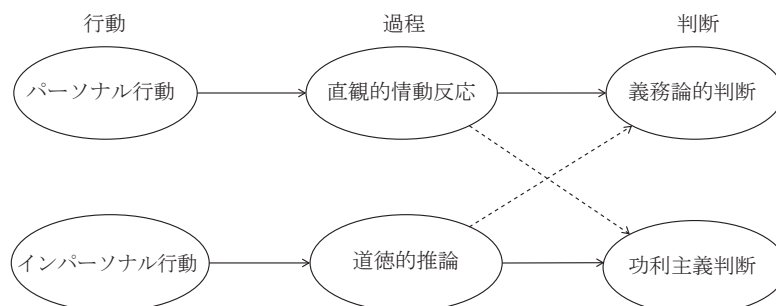 行動 過程 判断
パーソナル行動 直観的情動反応 義務論的判断
インパーソナル行動 道徳的推論 功利主義判断